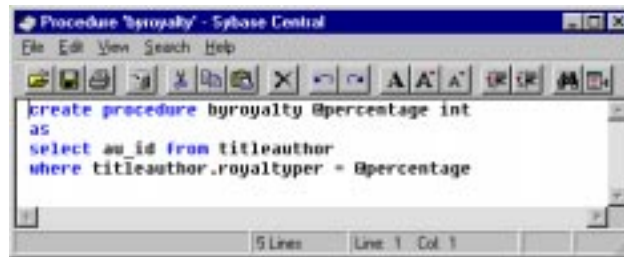 Procedure 'byroyalty' - Sybase Central
File Edit View Search Help
A A A
create procedure byroyalty @percentage int
as
select au_id from titleauthor
where titleauthor.royaltyper = @percentage
5 Lines Line 1 Col 1